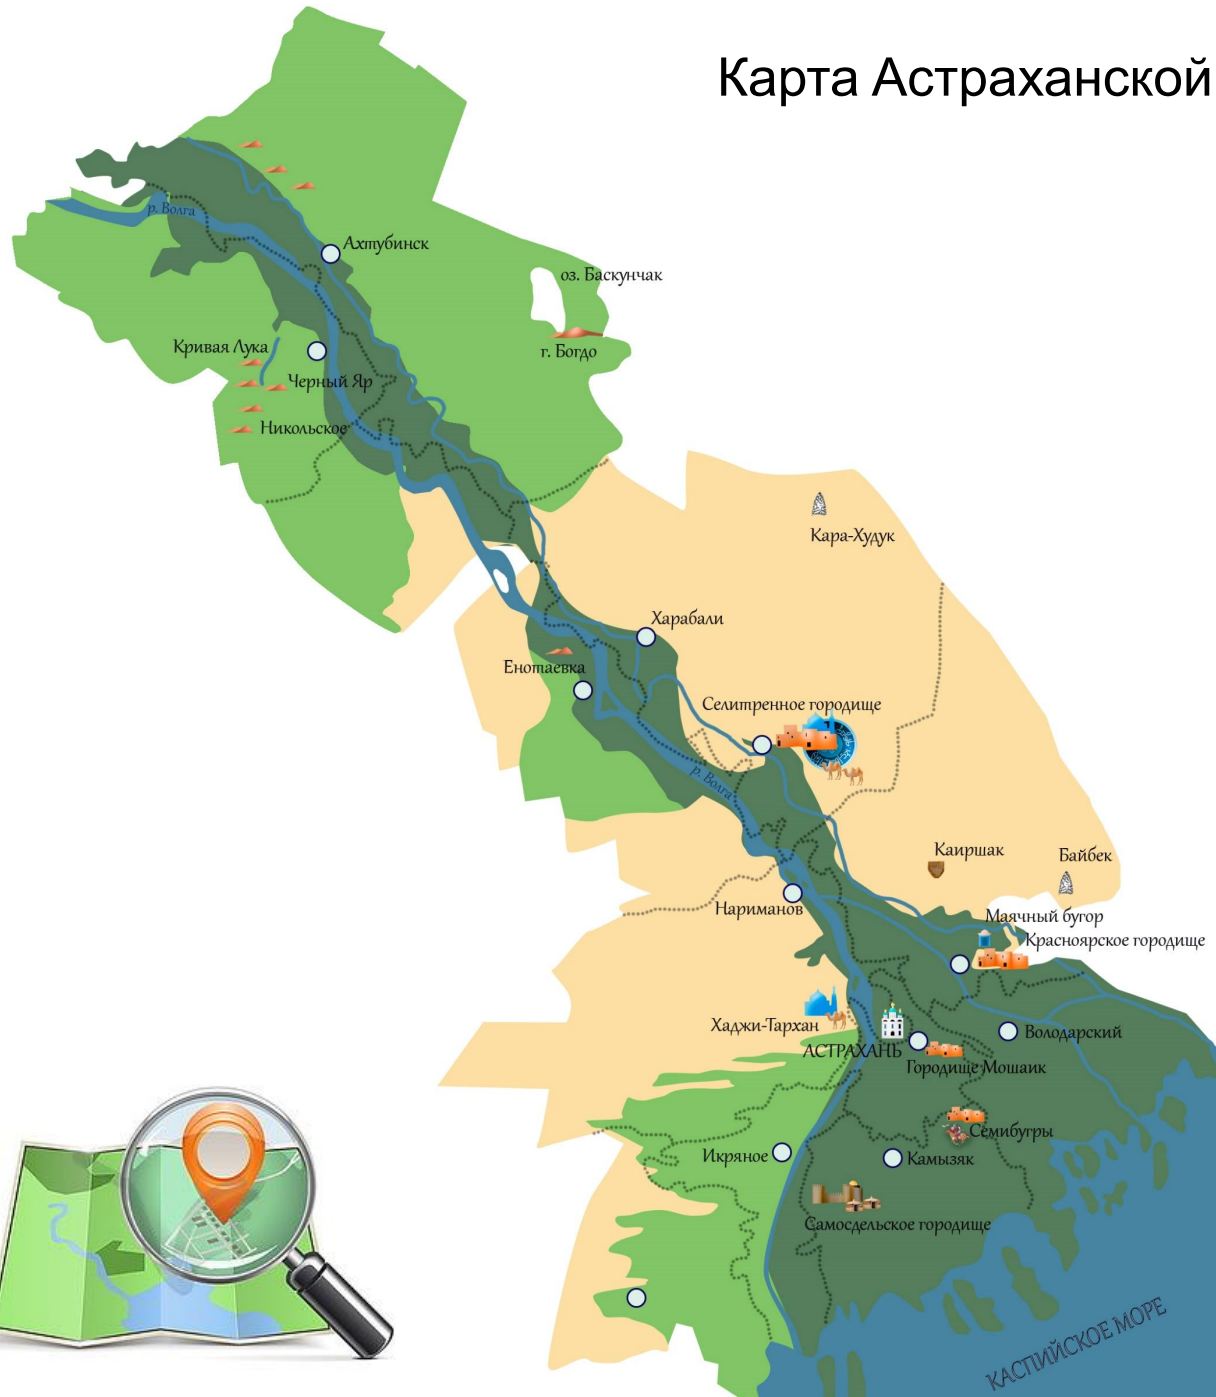 Карта Астраханской
р. Волга
Ахтубинск
оз. Баскунчак
Кривая Лука
г. Богдо
Черный Яр
Никольское
Кара-Худук
Харабали
Енотаевка
Селитренное городище
р. Волга
Каиршак
Байбек
Нариманов
Маячный бугор
Красноярское городище
Хаджи-Тархан
Володарский
АСТРАХАНЬ
Городище Мошаик
Семибугры
Икряное
Камызяк
Самосдельское городище
КАСПИЙСКОЕ МОРЕ